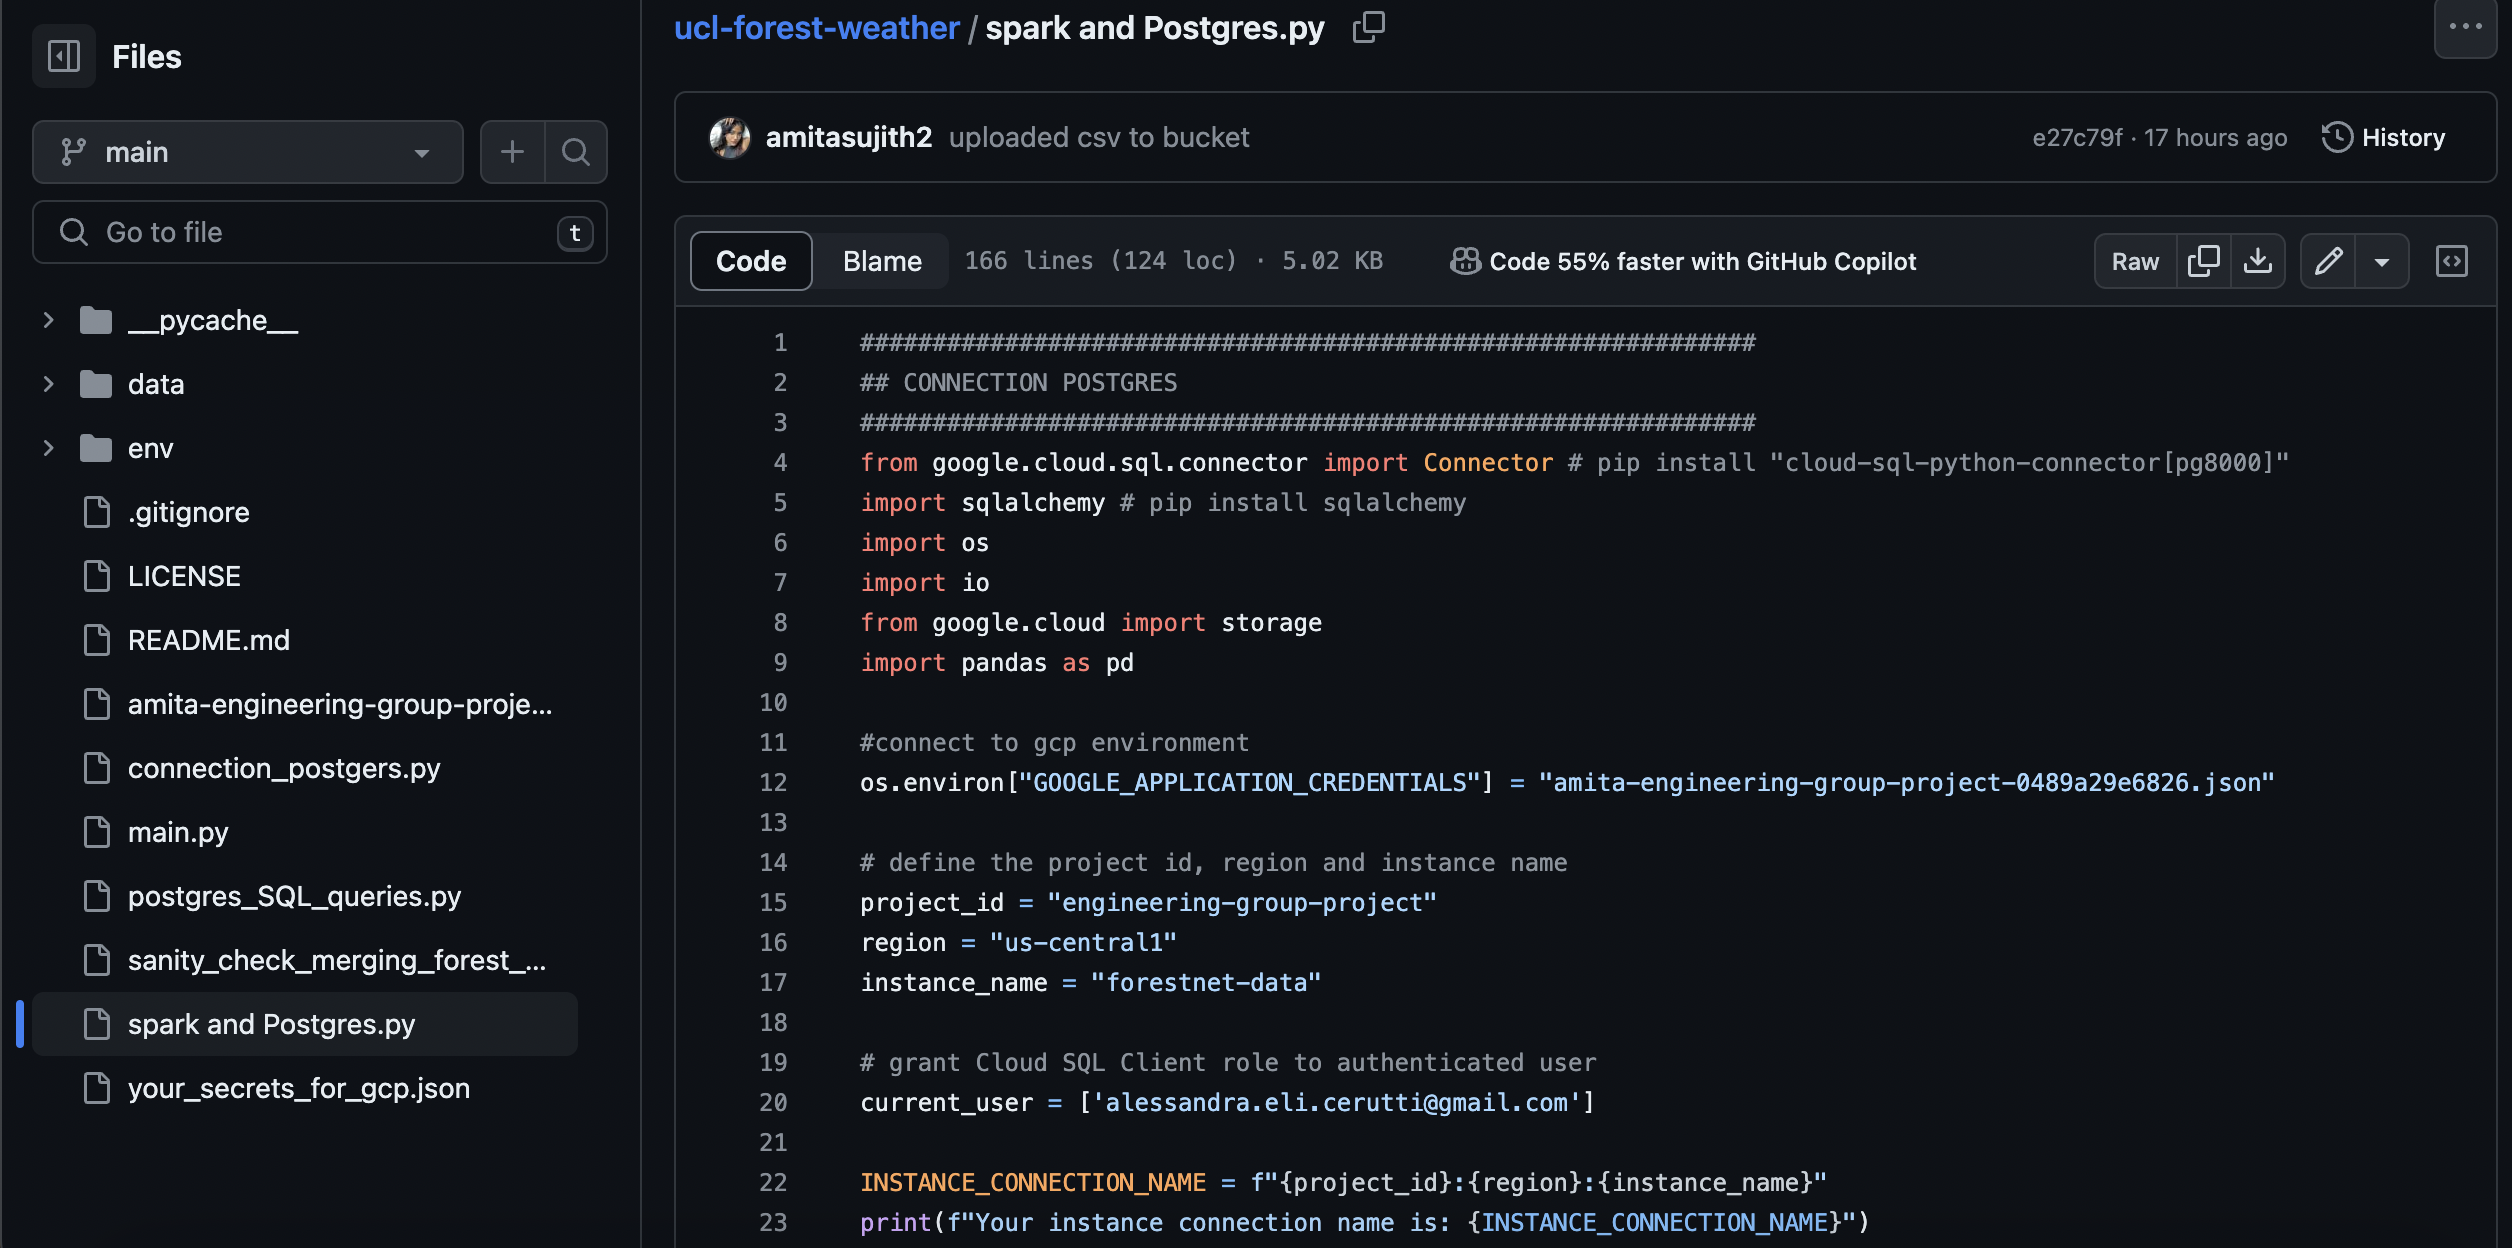 Files
main
Go to file
t
__pycache__
data
env
.gitignore
LICENSE
README.md
amita-engineering-group-proje...
connection_postgers.py
main.py
postgres_SQL_queries.py
sanity_check_merging_forest_...
spark and Postgres.py
your_secrets_for_gcp.json
ucl-forest-weather / spark and Postgres.py
amitasujith2 uploaded csv to bucket e27c79f · 17 hours ago History
Code Blame 166 lines (124 loc) · 5.02 KB Code 55% faster with GitHub Copilot Raw
1 ##############################################################
2 ## CONNECTION POSTGRES
3 ##############################################################
4 from google.cloud.sql.connector import Connector # pip install "cloud-sql-python-connector[pg8000]"
5 import sqlalchemy # pip install sqlalchemy
6 import os
7 import io
8 from google.cloud import storage
9 import pandas as pd
10
11 #connect to gcp environment
12 os.environ["GOOGLE_APPLICATION_CREDENTIALS"] = "amita-engineering-group-project-0489a29e6826.json"
13
14 # define the project id, region and instance name
15 project_id = "engineering-group-project"
16 region = "us-central1"
17 instance_name = "forestnet-data"
18
19 # grant Cloud SQL Client role to authenticated user
20 current_user = ['alessandra.eli.cerutti@gmail.com']
21
22 INSTANCE_CONNECTION_NAME = f"{project_id}:{region}:{instance_name}"
23 print(f"Your instance connection name is: {INSTANCE_CONNECTION_NAME}")